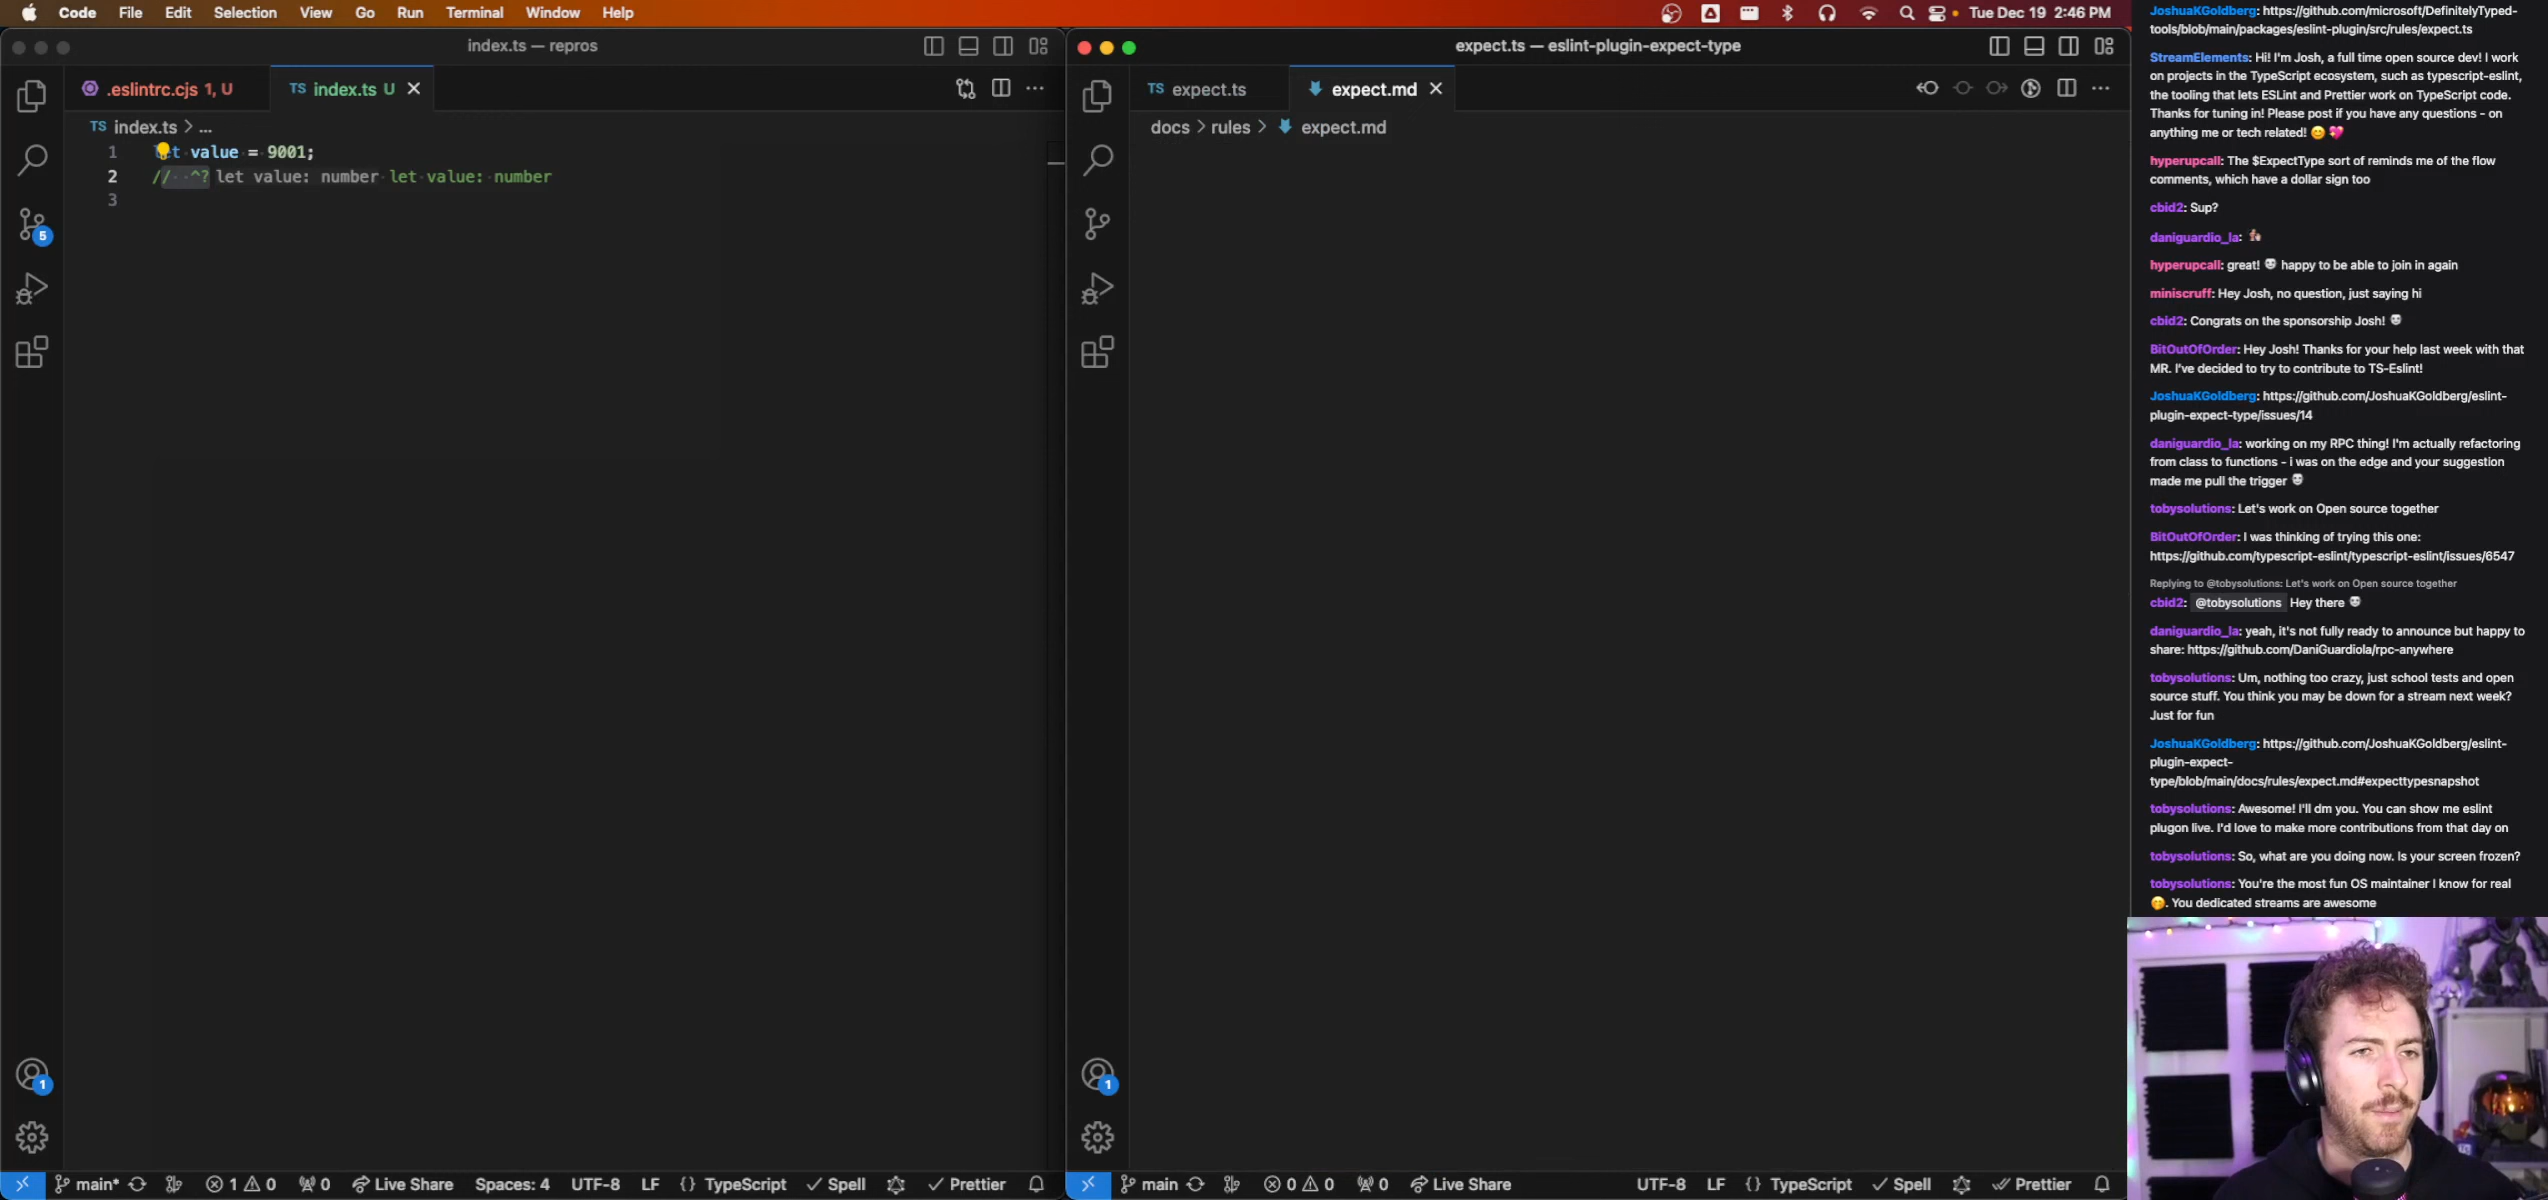 Code File Edit Selection View Go Run Terminal Window Help
Tue Dec 19 2:46 PM
index.ts — repros
.eslintrc.cjs 1, U
TS index.ts U
TS index.ts > ...
1 let value = 9001;
2 // ^? let value: number let value: number
3
5
1
main*
1 0
0
Live Share
Spaces: 4
UTF-8
LF
{} TypeScript
Spell
Prettier
expect.ts — eslint-plugin-expect-type
TS expect.ts
expect.md
docs > rules > expect.md
1
main
0 0
0
Live Share
UTF-8
LF
{} TypeScript
Spell
Prettier
JoshuaKGoldberg: https://github.com/microsoft/DefinitelyTyped-
tools/blob/main/packages/eslint-plugin/src/rules/expect.ts
StreamElements: Hi! I'm Josh, a full time open source dev! I work
on projects in the TypeScript ecosystem, such as typescript-eslint,
the tooling that lets ESLint and Prettier work on TypeScript code.
Thanks for tuning in! Please post if you have any questions - on
anything me or tech related! 😊 💖
hyperupcall: The $ExpectType sort of reminds me of the flow
comments, which have a dollar sign too
cbid2: Sup?
daniguardio_la:
hyperupcall: great! happy to be able to join in again
miniscruff: Hey Josh, no question, just saying hi
cbid2: Congrats on the sponsorship Josh!
BitOutOfOrder: Hey Josh! Thanks for your help last week with that
MR. I've decided to try to contribute to TS-Eslint!
JoshuaKGoldberg: https://github.com/JoshuaKGoldberg/eslint-
plugin-expect-type/issues/14
daniguardio_la: working on my RPC thing! I'm actually refactoring
from class to functions - i was on the edge and your suggestion
made me pull the trigger
tobysolutions: Let's work on Open source together
BitOutOfOrder: I was thinking of trying this one:
https://github.com/typescript-eslint/typescript-eslint/issues/6547
Replying to @tobysolutions: Let's work on Open source together
cbid2: @tobysolutions Hey there
daniguardio_la: yeah, it's not fully ready to announce but happy to
share: https://github.com/DaniGuardiola/rpc-anywhere
tobysolutions: Um, nothing too crazy, just school tests and open
source stuff. You think you may be down for a stream next week?
Just for fun
JoshuaKGoldberg: https://github.com/JoshuaKGoldberg/eslint-
plugin-expect-
type/blob/main/docs/rules/expect.md#expecttypesnapshot
tobysolutions: Awesome! I'll dm you. You can show me eslint
plugon live. I'd love to make more contributions from that day on
tobysolutions: So, what are you doing now. Is your screen frozen?
tobysolutions: You're the most fun OS maintainer I know for real
🤭. You dedicated streams are awesome